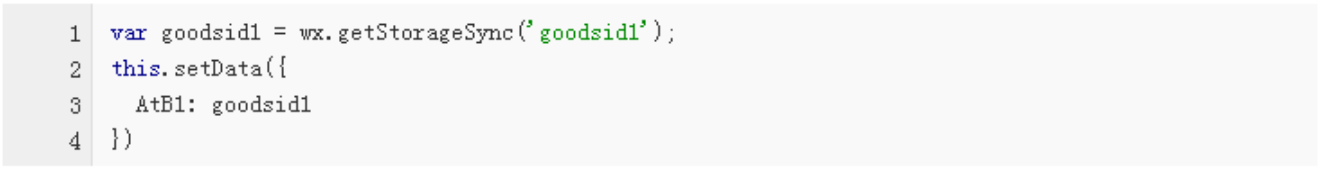 1 var goodsid1 = wx.getStorageSync('goodsid1');
2 this.setData({
3   AtB1: goodsid1
4 })